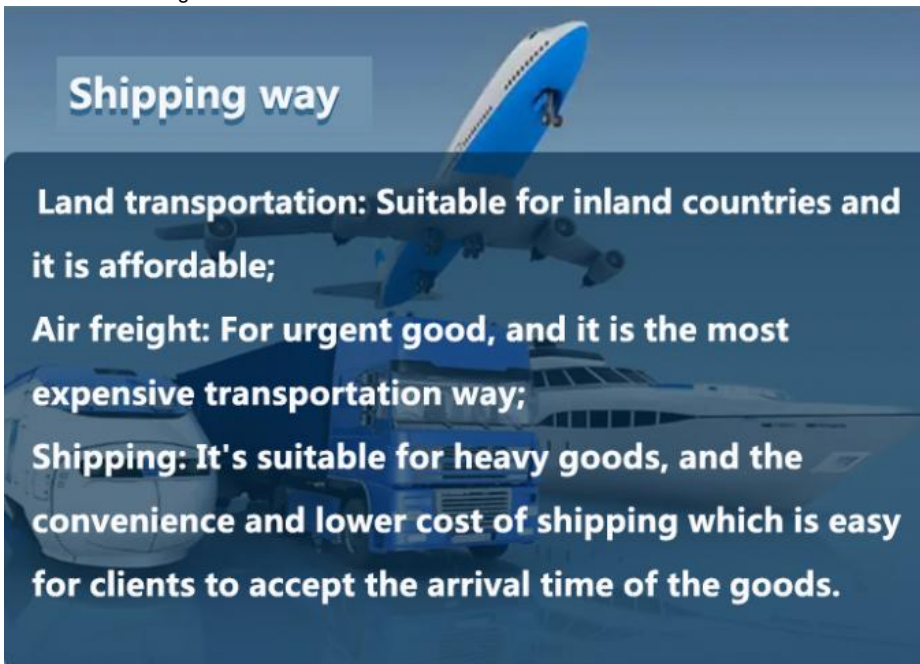 Shipping way
Land transportation: Suitable for inland countries and
it is affordable;
Air freight: For urgent good, and it is the most
expensive transportation way;
Shipping: It's suitable for heavy goods, and the
convenience and lower cost of shipping which is easy
for clients to accept the arrival time of the goods.